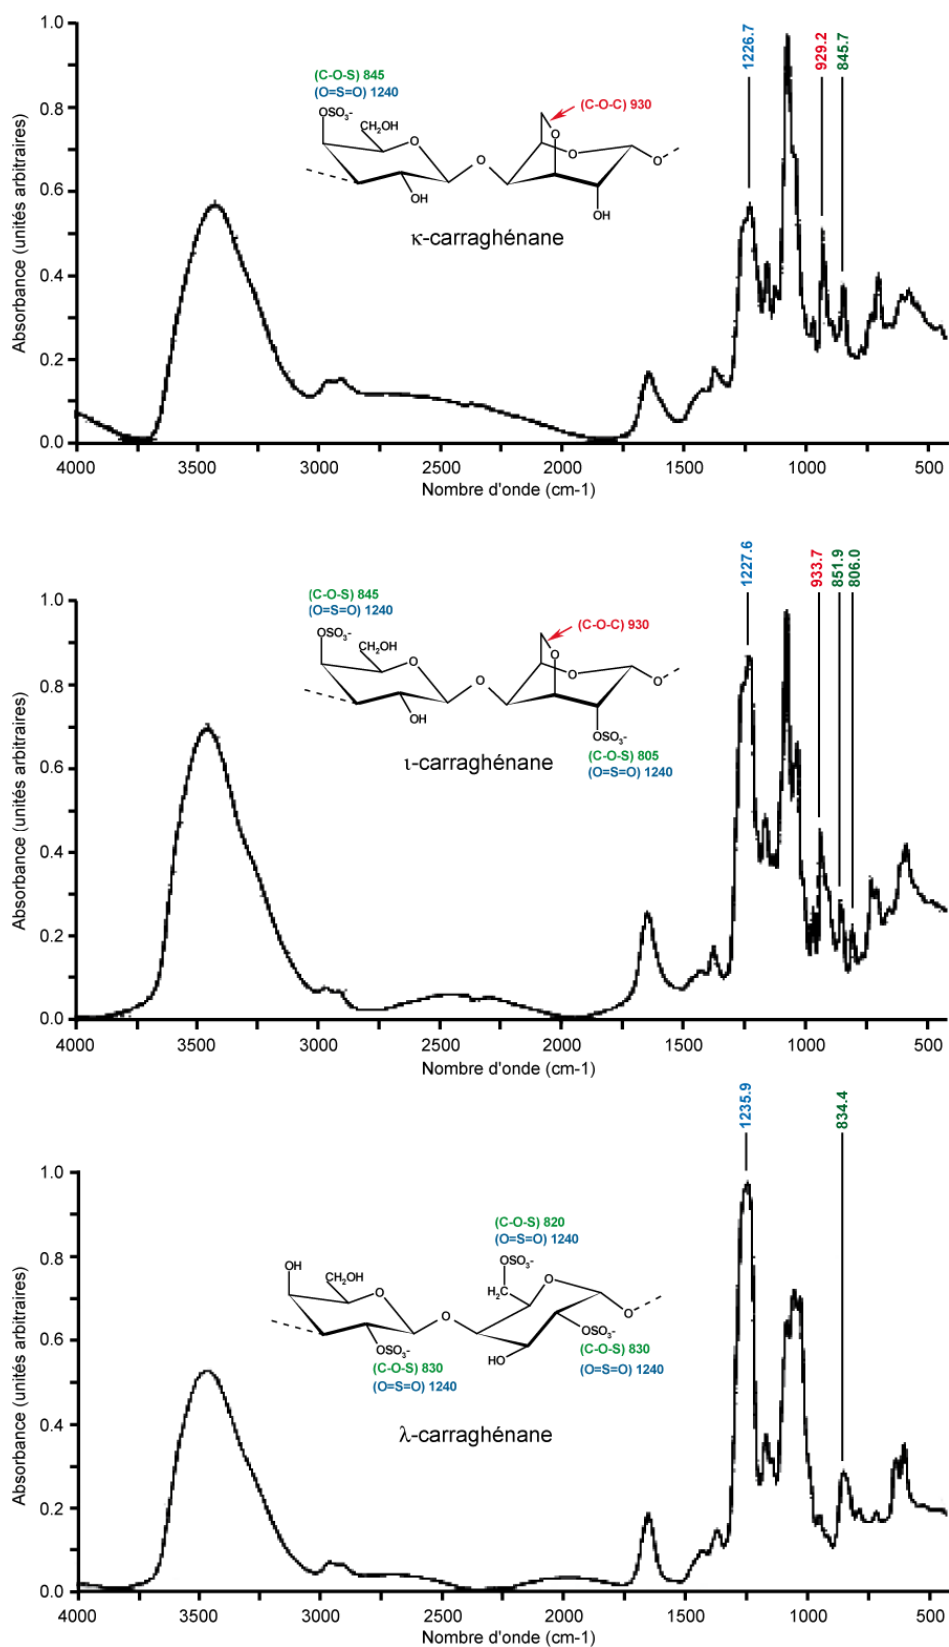 1226.7
929.2
845.7
1.0
0.8
0.6
0.4
0.2
0.0
Absorbance (unités arbitraires)
(C-O-S) 845
(O=S=O) 1240
OSO₃⁻
CH₂OH
O
O
OH
(C-O-C) 930
O
O
O
OH
κ-carraghénane
4000 3500 3000 2500 2000 1500 1000 500
Nombre d'onde (cm-1)
1227.6
933.7
851.9
806.0
1.0
0.8
0.6
0.4
0.2
0.0
Absorbance (unités arbitraires)
(C-O-S) 845
(O=S=O) 1240
OSO₃⁻
CH₂OH
O
O
OH
(C-O-C) 930
O
O
O
OSO₃⁻
(C-O-S) 805
(O=S=O) 1240
ι-carraghénane
4000 3500 3000 2500 2000 1500 1000 500
Nombre d'onde (cm-1)
1235.9
834.4
1.0
0.8
0.6
0.4
0.2
0.0
Absorbance (unités arbitraires)
(C-O-S) 820
(O=S=O) 1240
OSO₃⁻
OH
CH₂OH
H₂C
O
O
O
O
OSO₃⁻
(C-O-S) 830
(O=S=O) 1240
HO
OSO₃⁻
(C-O-S) 830
(O=S=O) 1240
λ-carraghénane
4000 3500 3000 2500 2000 1500 1000 500
Nombre d'onde (cm-1)